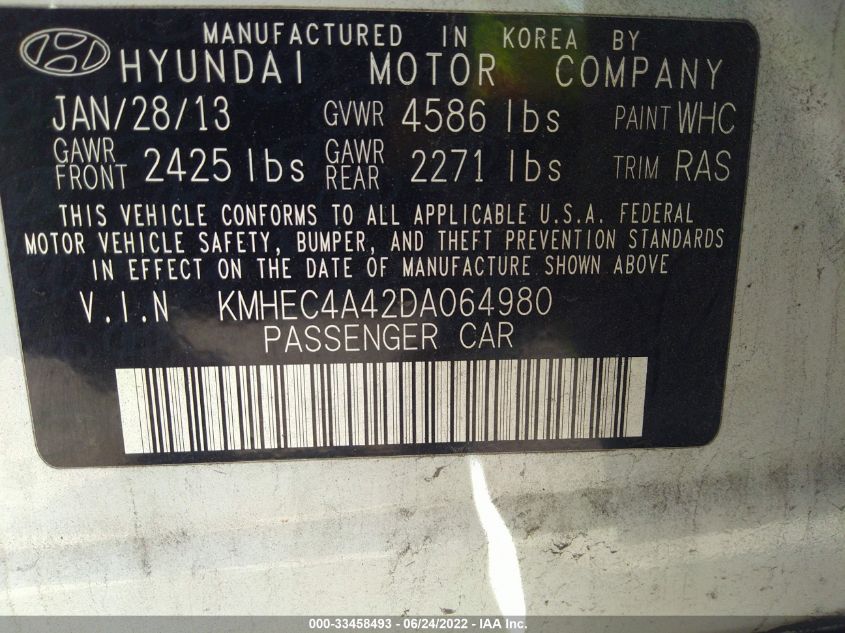 MANUFACTURED IN KOREA BY
HYUNDAI MOTOR COMPANY
JAN/28/13 GVWR 4586 lbs PAINT WHC
GAWR FRONT 2425 lbs GAWR REAR 2271 lbs TRIM RAS
THIS VEHICLE CONFORMS TO ALL APPLICABLE U.S.A. FEDERAL
MOTOR VEHICLE SAFETY, BUMPER, AND THEFT PREVENTION STANDARDS
IN EFFECT ON THE DATE OF MANUFACTURE SHOWN ABOVE
V.I.N KMHEC4A42DA064980
PASSENGER CAR
000-33458493 - 06/24/2022 - IAA Inc.